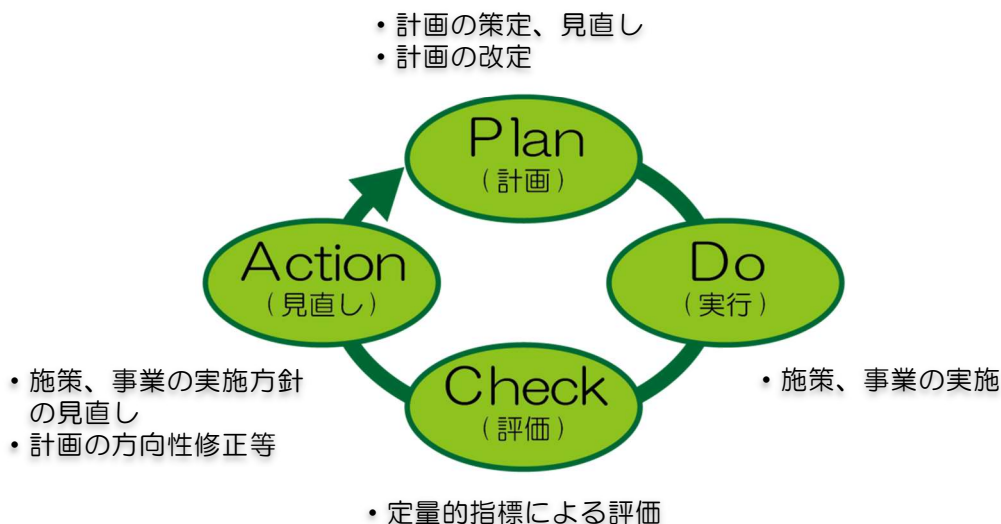 ・計画の策定、見直し
・計画の改定
Plan
(計画)
Action
(見直し)
Do
(実行)
・施策、事業の実施方針
の見直し
・計画の方向性修正等
Check
(評価)
・施策、事業の実施
・定量的指標による評価